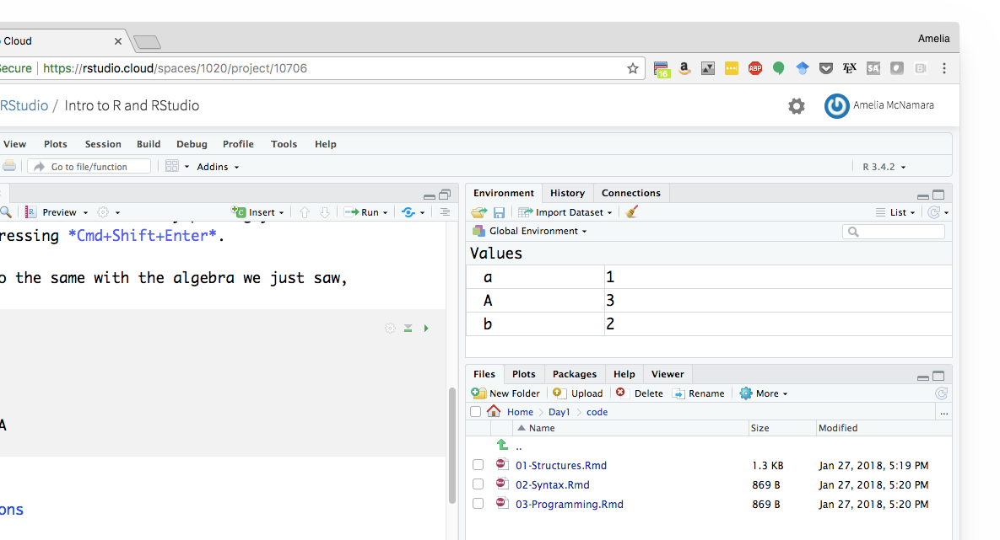 Cloud
Amelia
ecure https://rstudio.cloud/spaces/1020/project/10706
16
a
ABP
TEX
SA
RStudio / Intro to R and RStudio
Amelia McNamara
View Plots Session Build Debug Profile Tools Help
Go to file/function
Addins
R 3.4.2
Preview
Insert
Run
ressing *Cmd+Shift+Enter*.
o the same with the algebra we just saw,
A
ons
Environment History Connections
Import Dataset
List
Global Environment
Values
a 1
A 3
b 2
Files Plots Packages Help Viewer
New Folder Upload Delete Rename More
Home Day1 code ...
Name Size Modified
..
01-Structures.Rmd 1.3 KB Jan 27, 2018, 5:19 PM
02-Syntax.Rmd 869 B Jan 27, 2018, 5:20 PM
03-Programming.Rmd 869 B Jan 27, 2018, 5:20 PM